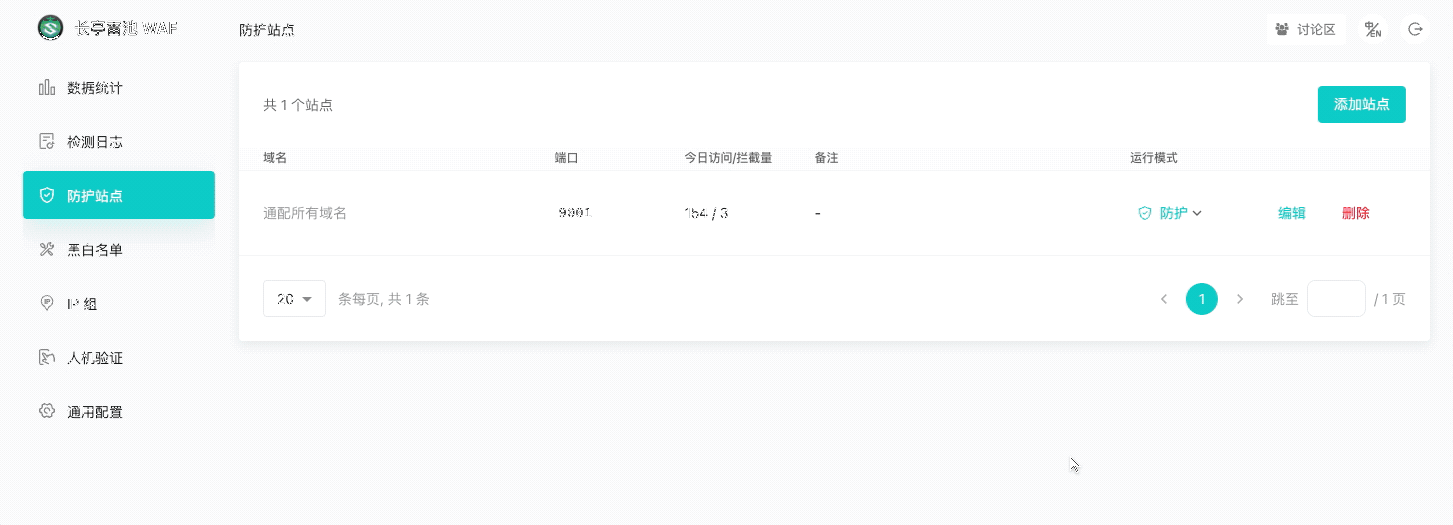 长亭雷池 WAF
防护站点
讨论区
中/EN
数据统计
检测日志
防护站点
黑白名单
IP 组
人机验证
通用配置
共 1 个站点
添加站点
域名 端口 今日访问/拦截量 备注 运行模式
通配所有域名 9001 154 / 3 - 防护 编辑 删除
20 条每页, 共 1 条
1 跳至 / 1 页